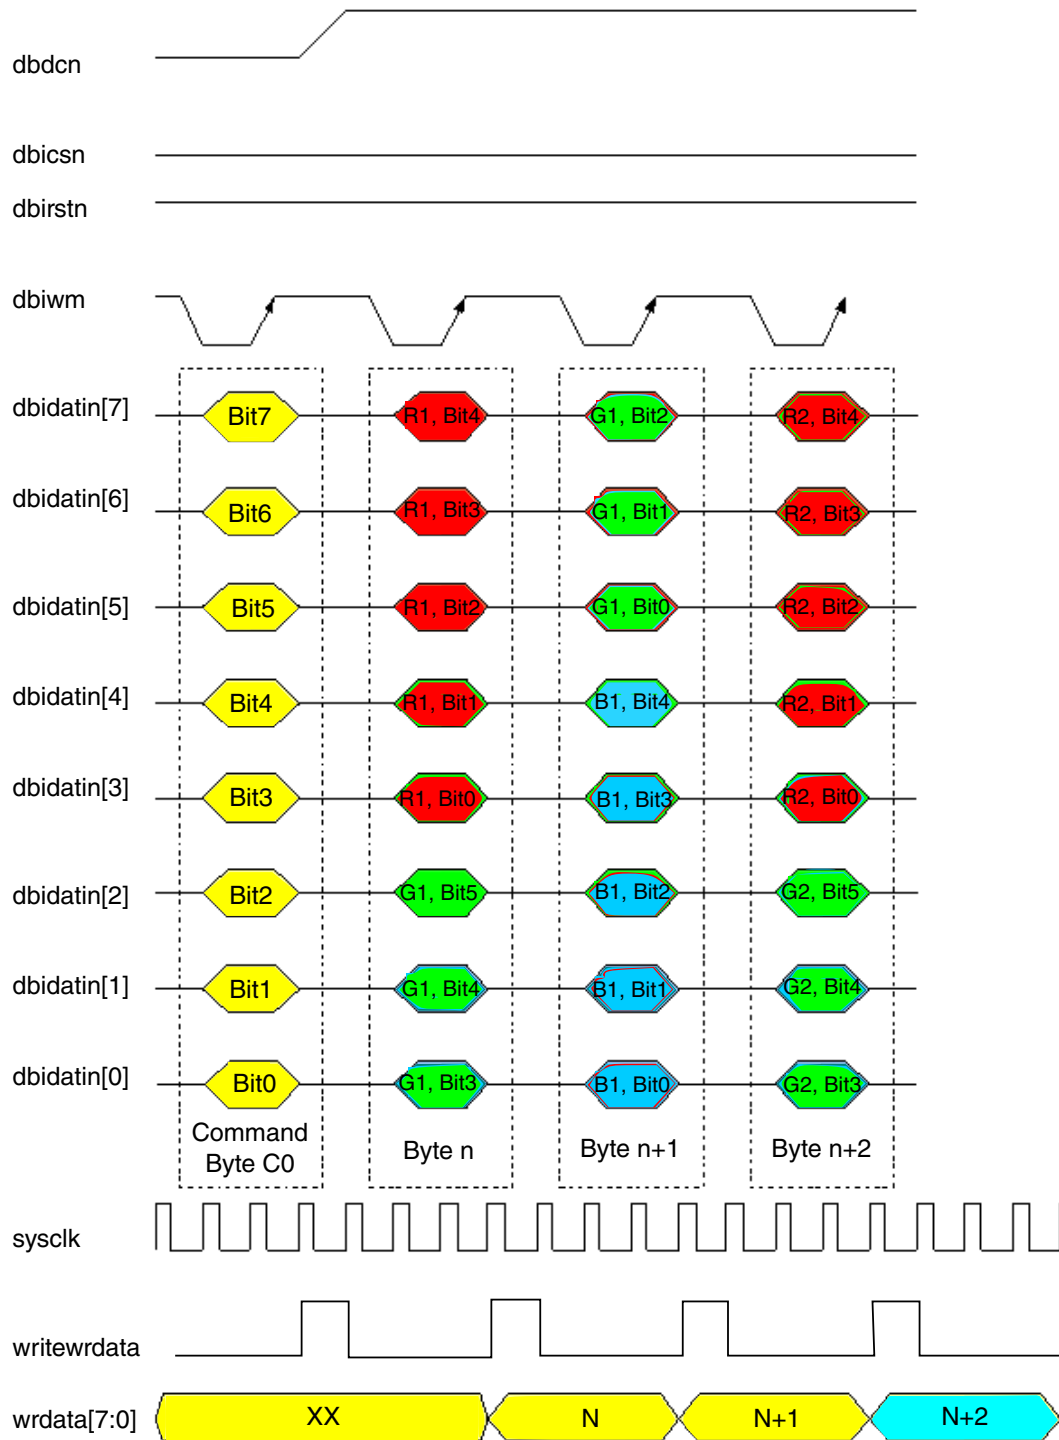 dbdcn
dbicsn
dbirstn
dbiwm
dbidatin[7] Bit7 R1, Bit4 G1, Bit2 R2, Bit4
dbidatin[6] Bit6 R1, Bit3 G1, Bit1 R2, Bit3
dbidatin[5] Bit5 R1, Bit2 G1, Bit0 R2, Bit2
dbidatin[4] Bit4 R1, Bit1 B1, Bit4 R2, Bit1
dbidatin[3] Bit3 R1, Bit0 B1, Bit3 R2, Bit0
dbidatin[2] Bit2 G1, Bit5 B1, Bit2 G2, Bit5
dbidatin[1] Bit1 G1, Bit4 B1, Bit1 G2, Bit4
dbidatin[0] Bit0 G1, Bit3 B1, Bit0 G2, Bit3
Command
Byte C0 Byte n Byte n+1 Byte n+2
sysclk
writewrdata
wrdata[7:0] XX N N+1 N+2